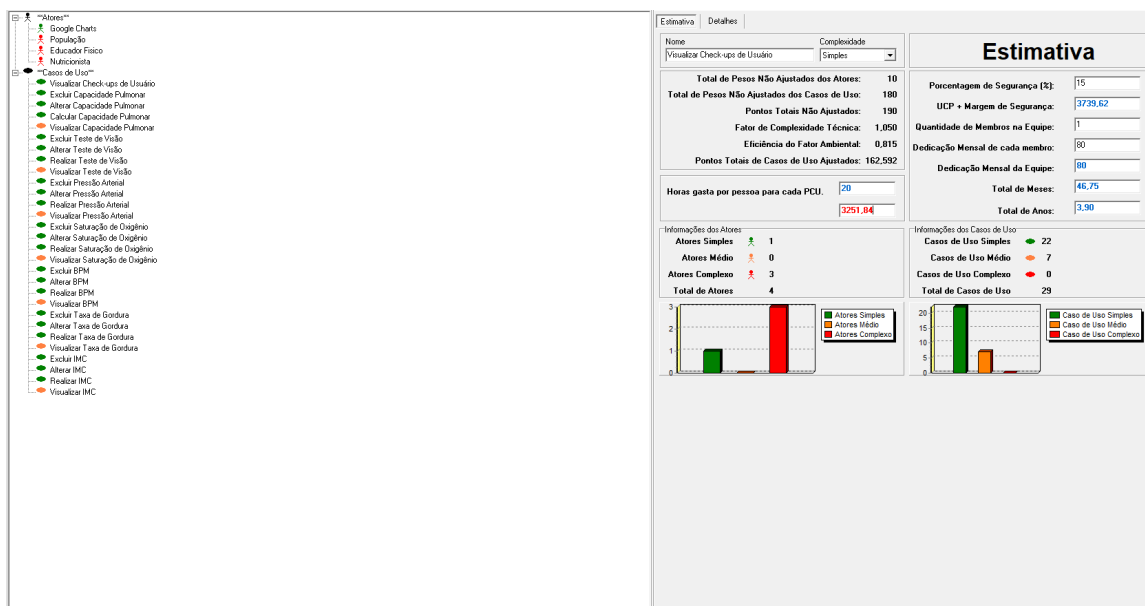 "Atores"
Google Charts
População
Educador Fisico
Nutricionista
"Casos de Uso"
Visualizar Check-ups de Usuário
Excluir Capacidade Pulmonar
Alterar Capacidade Pulmonar
Calcular Capacidade Pulmonar
Visualizar Capacidade Pulmonar
Excluir Teste de Visão
Alterar Teste de Visão
Realizar Teste de Visão
Visualizar Teste de Visão
Excluir Pressão Arterial
Alterar Pressão Arterial
Realizar Pressão Arterial
Visualizar Pressão Arterial
Excluir Saturação de Oxigênio
Alterar Saturação de Oxigênio
Realizar Saturação de Oxigênio
Visualizar Saturação de Oxigênio
Excluir BPM
Alterar BPM
Realizar BPM
Visualizar BPM
Excluir Taxa de Gordura
Alterar Taxa de Gordura
Realizar Taxa de Gordura
Visualizar Taxa de Gordura
Excluir IMC
Alterar IMC
Realizar IMC
Visualizar IMC
Estimativa Detalhes
Nome Complexidade
Visualizar Check-ups de Usuário Simples
Total de Pesos Não Ajustados dos Atores: 10
Total de Pesos Não Ajustados dos Casos de Uso: 180
Pontos Totais Não Ajustados: 190
Fator de Complexidade Técnica: 1,050
Eficiência do Fator Ambiental: 0,815
Pontos Totais de Casos de Uso Ajustados: 162,592
Horas gasta por pessoa para cada PCU. 20
3251,84
Estimativa
Porcentagem de Segurança (%): 15
UCP + Margem de Segurança: 3739,62
Quantidade de Membros na Equipe: 1
Dedicação Mensal de cada membro: 80
Dedicação Mensal da Equipe: 80
Total de Meses: 46,75
Total de Anos: 3,90
Informações dos Atores
Atores Simples 1
Atores Médio 0
Atores Complexo 3
Total de Atores 4
Informações dos Casos de Uso
Casos de Uso Simples 22
Casos de Uso Médio 7
Casos de Uso Complexo 0
Total de Casos de Uso 29
3
2
1
0
Atores Simples
Atores Médio
Atores Complexo
20
15
10
5
0
Caso de Uso Simples
Caso de Uso Médio
Caso de Uso Complexo